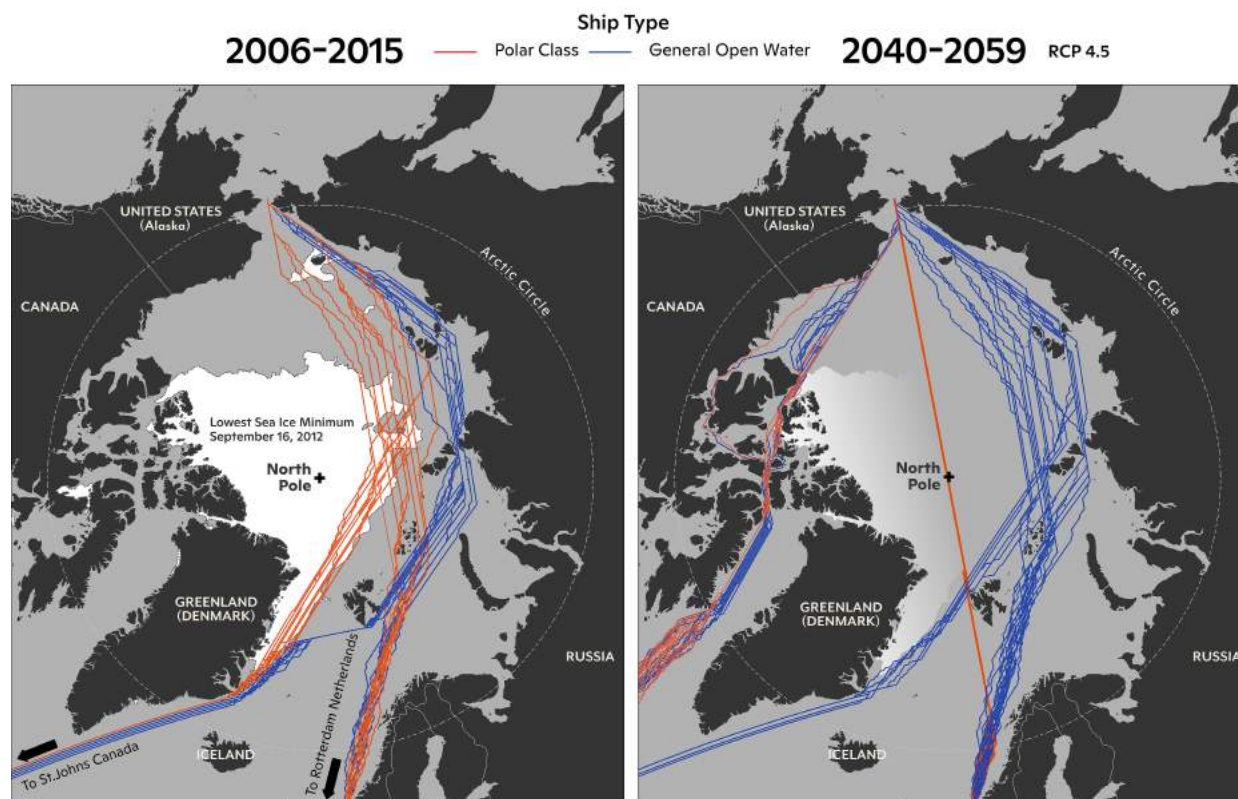 Ship Type
2006–2015
Polar Class
General Open Water
2040–2059 RCP 4.5
UNITED STATES
(Alaska)
Arctic Circle
CANADA
Lowest Sea Ice Minimum
September 16, 2012
North
Pole
GREENLAND
(DENMARK)
RUSSIA
ICELAND
To St.Johns Canada
To Rotterdam Netherlands
UNITED STATES
(Alaska)
Arctic Circle
CANADA
North
Pole
GREENLAND
(DENMARK)
RUSSIA
ICELAND